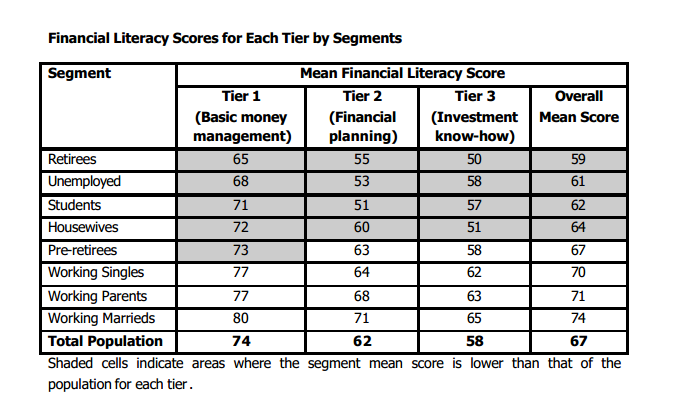 Financial Literacy Scores for Each Tier by Segments
Segment Mean Financial Literacy Score
Tier 1 (Basic money management) Tier 2 (Financial planning) Tier 3 (Investment know-how) Overall Mean Score
Retirees 65 55 50 59
Unemployed 68 53 58 61
Students 71 51 57 62
Housewives 72 60 51 64
Pre-retirees 73 63 58 67
Working Singles 77 64 62 70
Working Parents 77 68 63 71
Working Marrieds 80 71 65 74
Total Population 74 62 58 67
Shaded cells indicate areas where the segment mean score is lower than that of the
population for each tier.